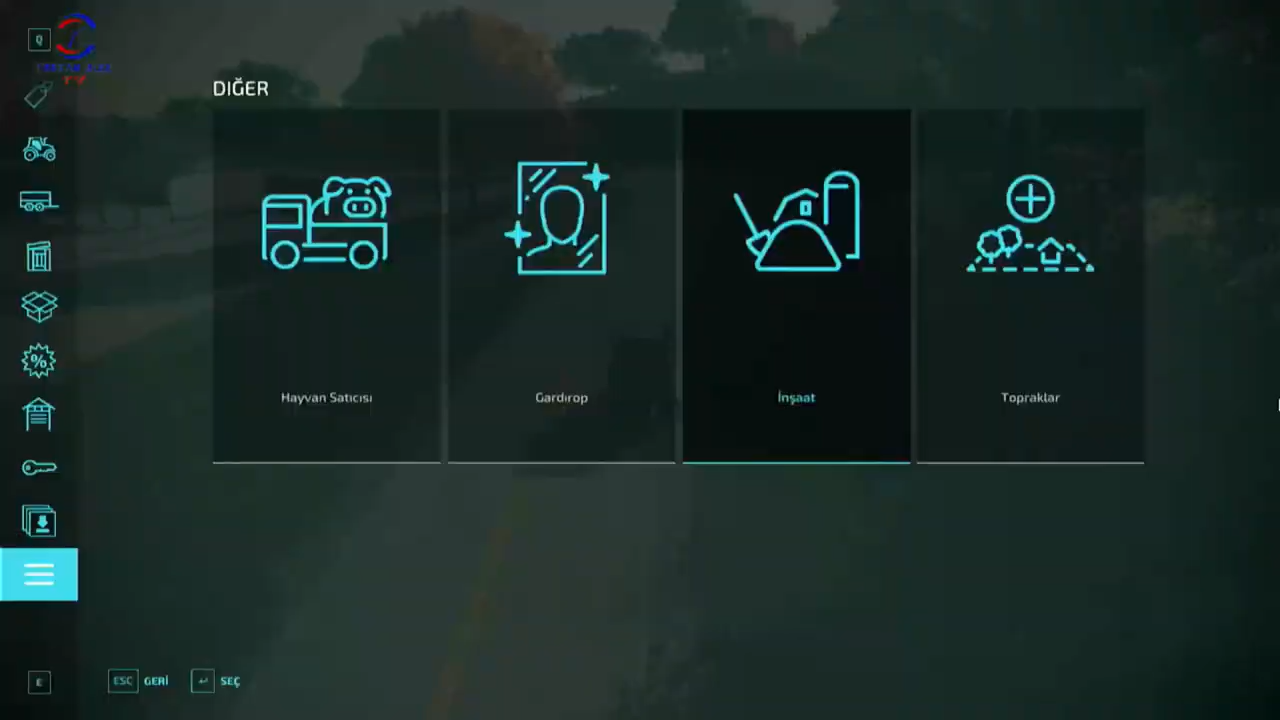 Q
DIĞER
Hayvan Satıcısı
Gardırop
İnşaat
Topraklar
%
E
ESC GERİ
SEÇ